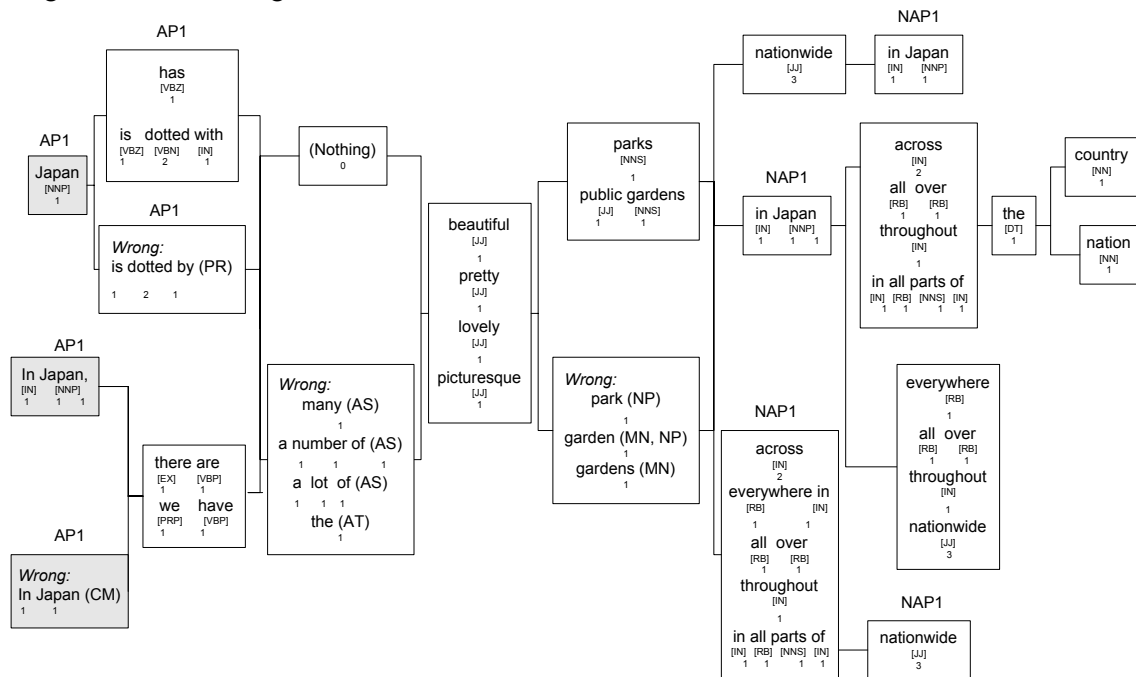 AP1
Japan
[NNP]
1
AP1
has
[VBZ]
1
is dotted with
[VBZ] [VBN] [IN]
1 2 1
AP1
Wrong:
is dotted by (PR)
1 2 1
AP1
In Japan,
[IN] [NNP]
1 1 1
AP1
Wrong:
In Japan (CM)
1 1
there are
[EX] [VBP]
1 1
we have
[PRP] [VBP]
1 1
(Nothing)
0
Wrong:
many (AS)
1
a number of (AS)
1 1 1
a lot of (AS)
1 1 1
the (AT)
1
beautiful
[JJ]
1
pretty
[JJ]
1
lovely
[JJ]
1
picturesque
[JJ]
1
parks
[NNS]
1
public gardens
[JJ] [NNS]
1 1
Wrong:
park (NP)
1
garden (MN, NP)
1
gardens (MN)
1
nationwide
[JJ]
3
NAP1
in Japan
[IN] [NNP]
1 1
NAP1
in Japan
[IN] [NNP]
1 1 1
across
[IN]
2
all over
[RB] [RB]
1 1
throughout
[IN]
1
in all parts of
[IN] [RB] [NNS] [IN]
1 1 1 1
the
[DT]
1
country
[NN]
1
nation
[NN]
1
everywhere
[RB]
1
all over
[RB] [RB]
1 1
throughout
[IN]
1
nationwide
[JJ]
3
NAP1
across
[IN]
2
everywhere in
[RB] [IN]
1 1
all over
[RB] [RB]
1 1
throughout
[IN]
1
in all parts of
[IN] [RB] [NNS] [IN]
1 1 1 1
NAP1
nationwide
[JJ]
3